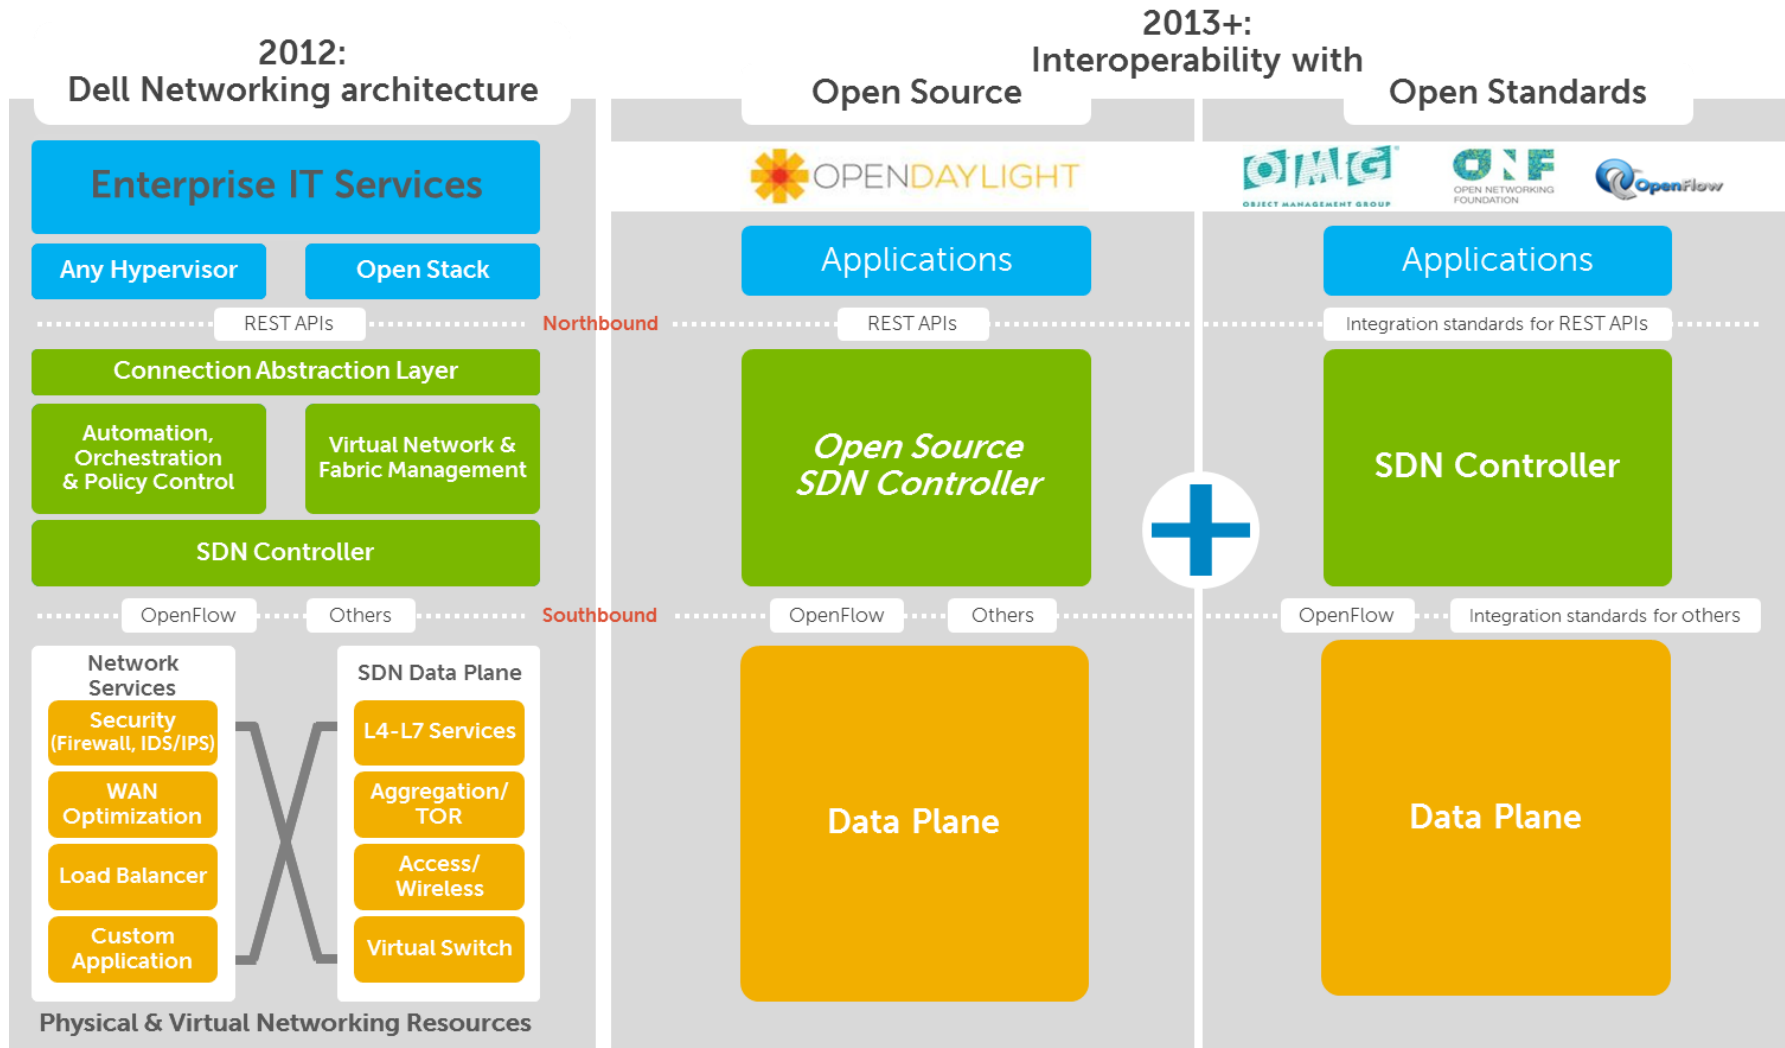 2012:
Dell Networking architecture
2013+:
Interoperability with
Open Source
Open Standards
Enterprise IT Services
Any Hypervisor
Open Stack
REST APIs
Northbound
Connection Abstraction Layer
Automation,
Orchestration
& Policy Control
Virtual Network &
Fabric Management
SDN Controller
OpenFlow
Others
Southbound
Network
Services
Security
(Firewall, IDS/IPS)
WAN
Optimization
Load Balancer
Custom
Application
SDN Data Plane
L4-L7 Services
Aggregation/
TOR
Access/
Wireless
Virtual Switch
Physical & Virtual Networking Resources
OPENDAYLIGHT
Applications
REST APIs
Open Source
SDN Controller
OpenFlow
Others
Data Plane
OMG
OBJECT MANAGEMENT GROUP
ONF
OPEN NETWORKING
FOUNDATION
OpenFlow
Applications
Integration standards for REST APIs
SDN Controller
OpenFlow
Integration standards for others
Data Plane